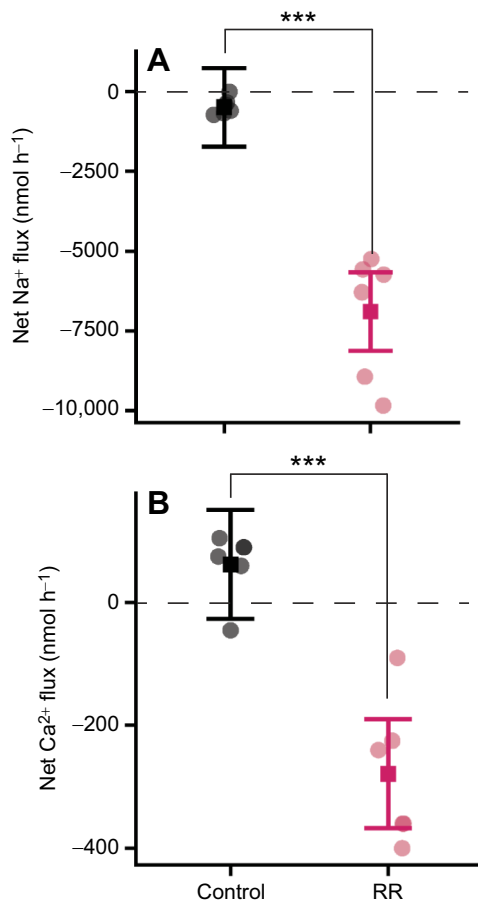 ***
A
0
−2500
−5000
−7500
−10,000
Net Na⁺ flux (nmol h⁻¹)
***
B
0
−200
−400
Net Ca²⁺ flux (nmol h⁻¹)
Control RR